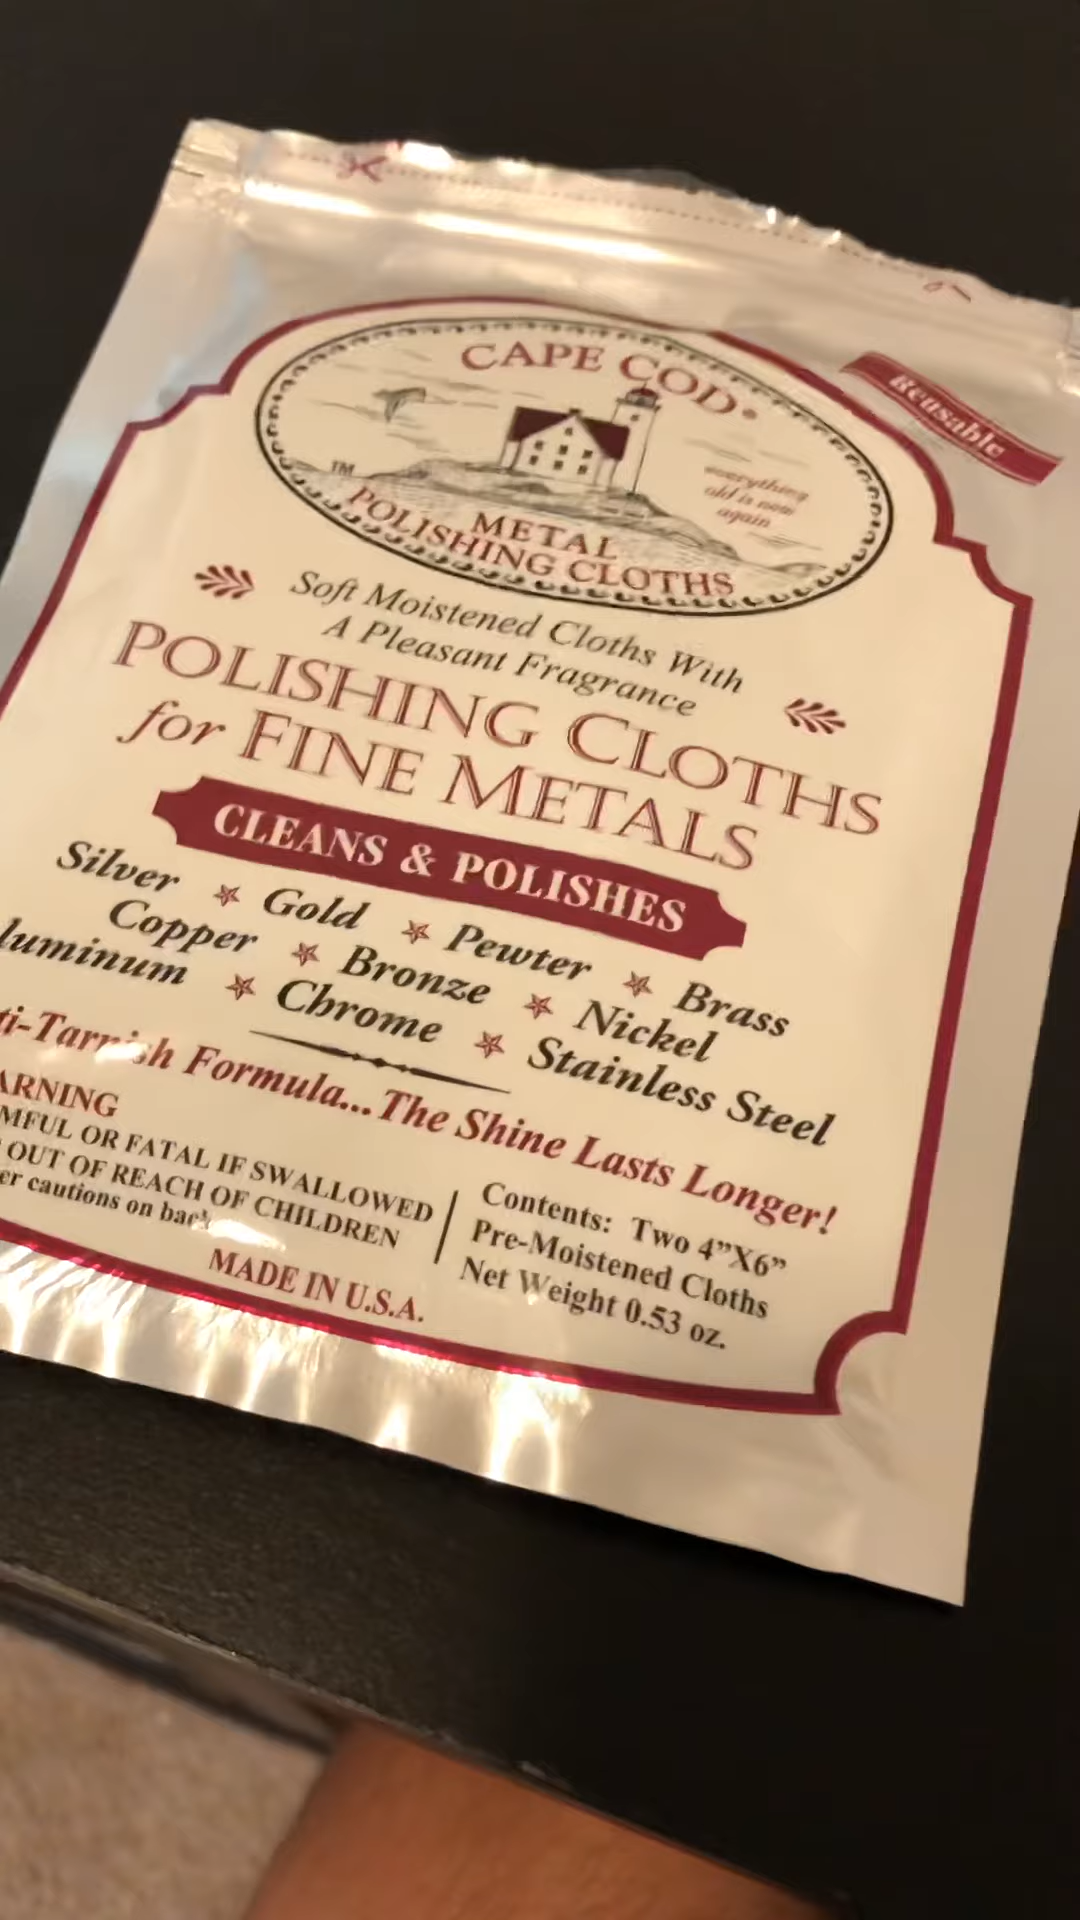 Reusable
CAPE COD®
everything
old is new
again
TM
METAL
POLISHING CLOTHS
Soft Moistened Cloths With
A Pleasant Fragrance
POLISHING CLOTHS
for FINE METALS
CLEANS & POLISHES
Silver Gold Pewter Brass
Copper Bronze Nickel
luminum Chrome Stainless Steel
ti-Tarnish Formula...The Shine Lasts Longer!
ARNING
MFUL OR FATAL IF SWALLOWED
OUT OF REACH OF CHILDREN
er cautions on back
Contents: Two 4”X6”
Pre-Moistened Cloths
Net Weight 0.53 oz.
MADE IN U.S.A.